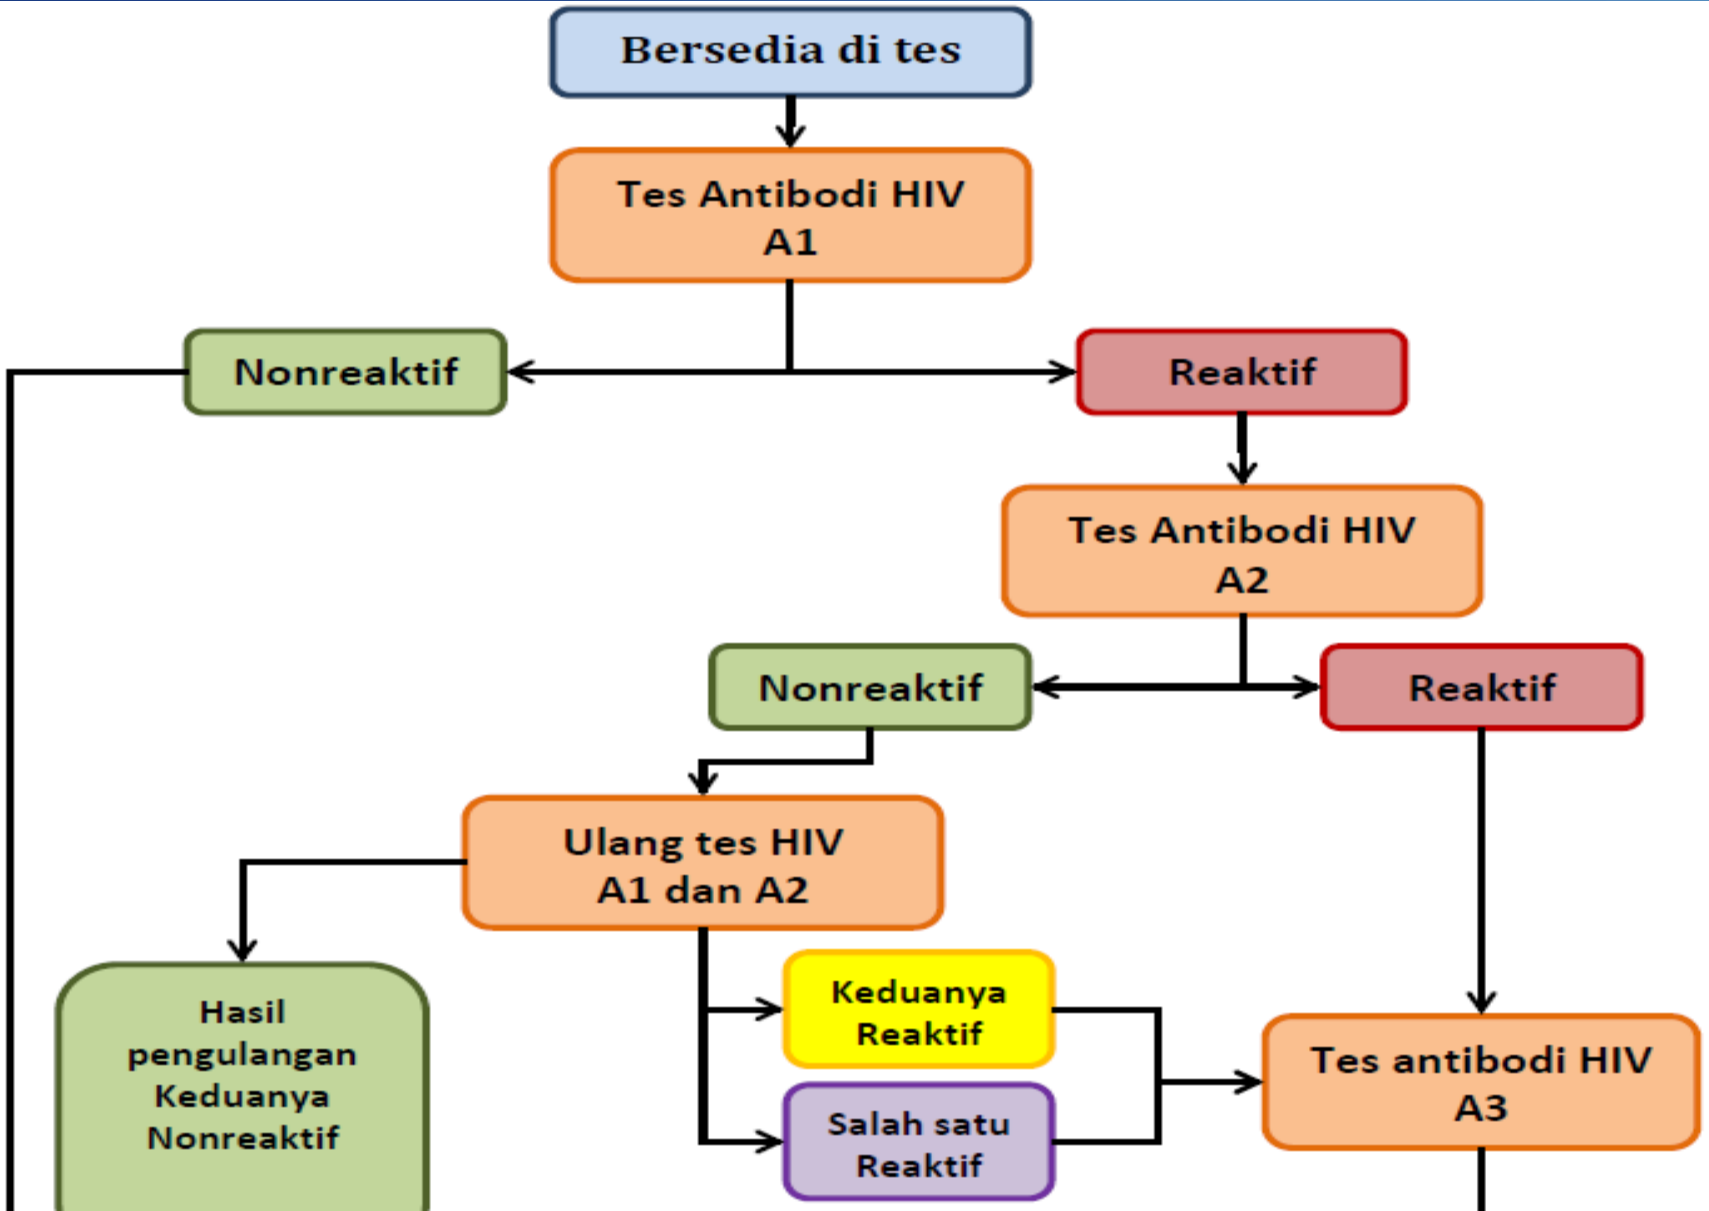 Bersedia di tes
Tes Antibodi HIV
A1
Nonreaktif
Reaktif
Tes Antibodi HIV
A2
Nonreaktif
Reaktif
Ulang tes HIV
A1 dan A2
Hasil
pengulangan
Keduanya
Nonreaktif
Keduanya
Reaktif
Salah satu
Reaktif
Tes antibodi HIV
A3